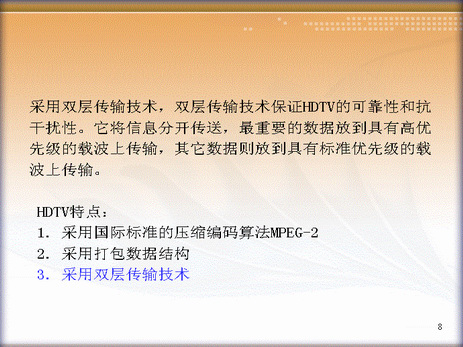 采用双层传输技术，双层传输技术保证HDTV的可靠性和抗
干扰性。它将信息分开传送，最重要的数据放到具有高优
先级的载波上传输，其它数据则放到具有标准优先级的载
波上传输。
HDTV特点：
1. 采用国际标准的压缩编码算法MPEG-2
2. 采用打包数据结构
3. 采用双层传输技术
8